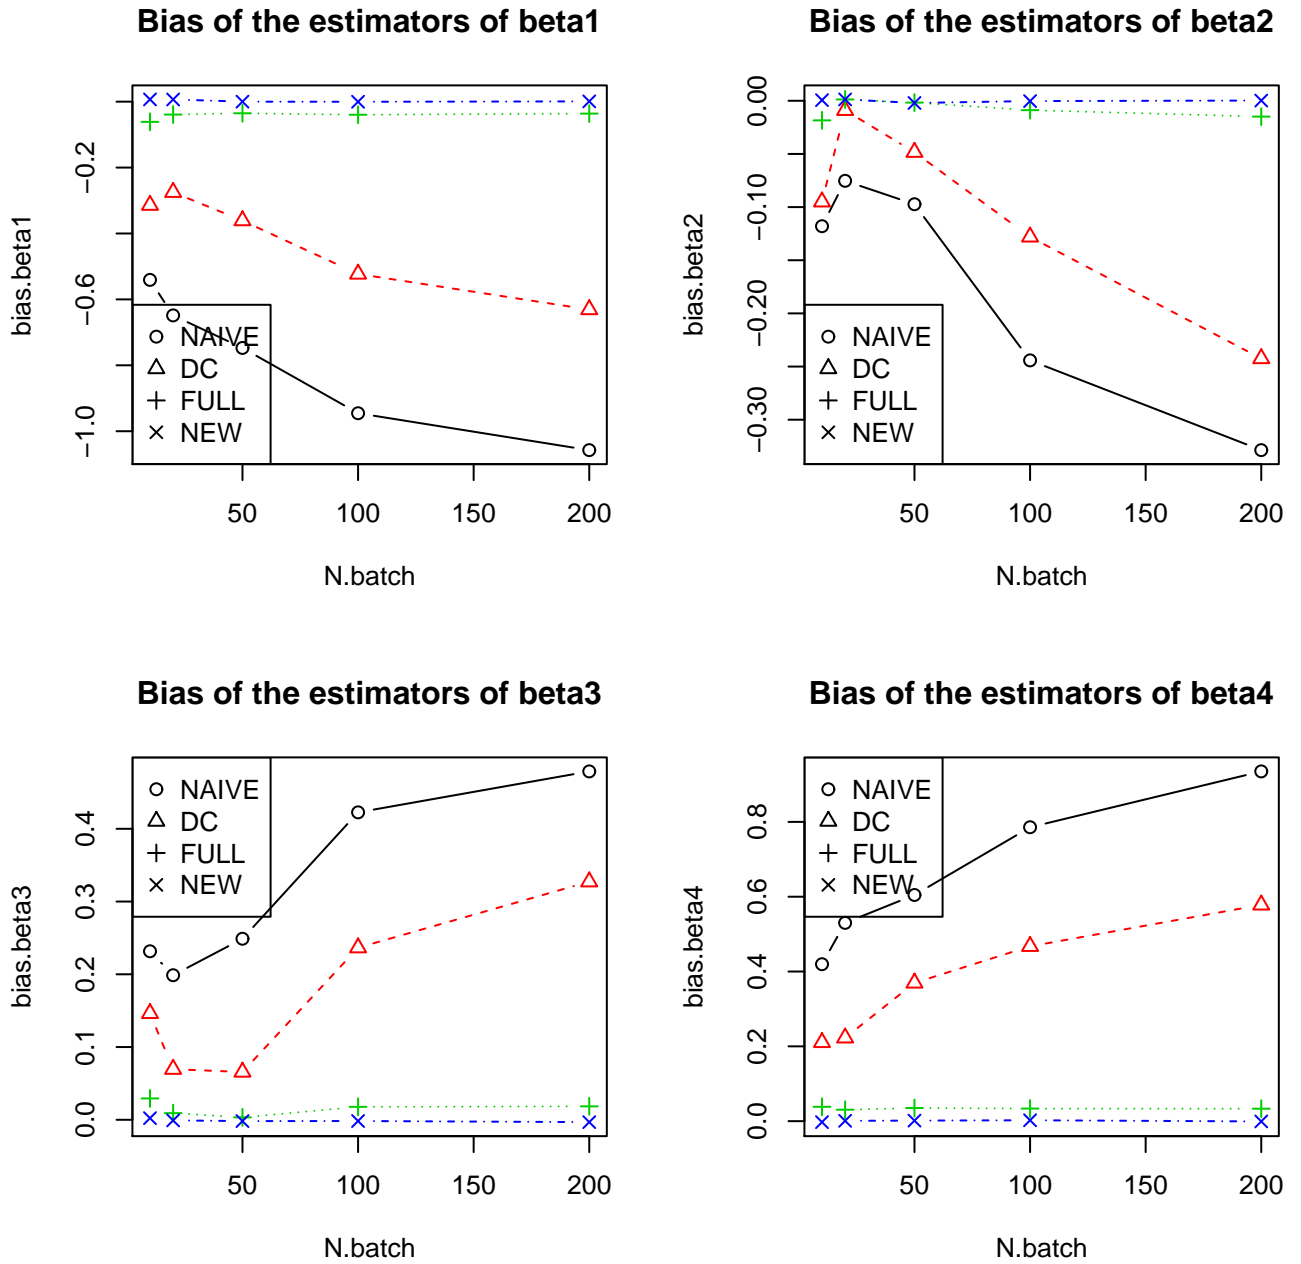 Bias of the estimators of beta1
bias.beta1
−0.2
−0.6
−1.0
NAIVE
DC
FULL
NEW
50
100
150
200
N.batch
Bias of the estimators of beta2
bias.beta2
0.00
−0.10
−0.20
−0.30
NAIVE
DC
FULL
NEW
50
100
150
200
N.batch
Bias of the estimators of beta3
bias.beta3
0.4
0.3
0.2
0.1
0.0
NAIVE
DC
FULL
NEW
50
100
150
200
N.batch
Bias of the estimators of beta4
bias.beta4
0.8
0.6
0.4
0.2
0.0
NAIVE
DC
FULL
NEW
50
100
150
200
N.batch